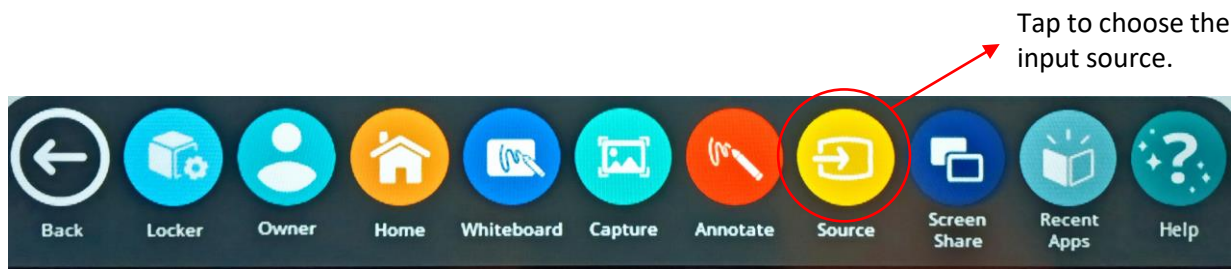 Tap to choose the
input source.
Back
Locker
Owner
Home
Whiteboard
Capture
Annotate
Source
Screen
Share
Recent
Apps
Help